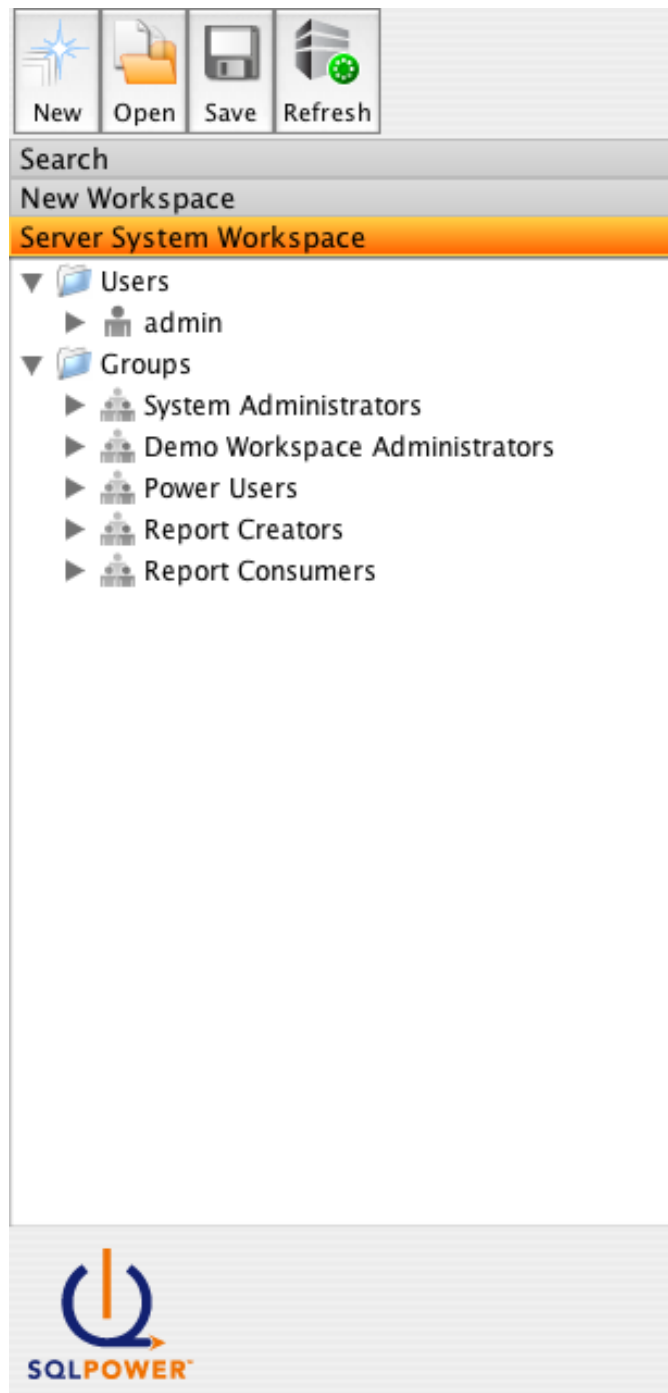 New Open Save Refresh
Search
New Workspace
Server System Workspace
Users
admin
Groups
System Administrators
Demo Workspace Administrators
Power Users
Report Creators
Report Consumers
SQLPOWER